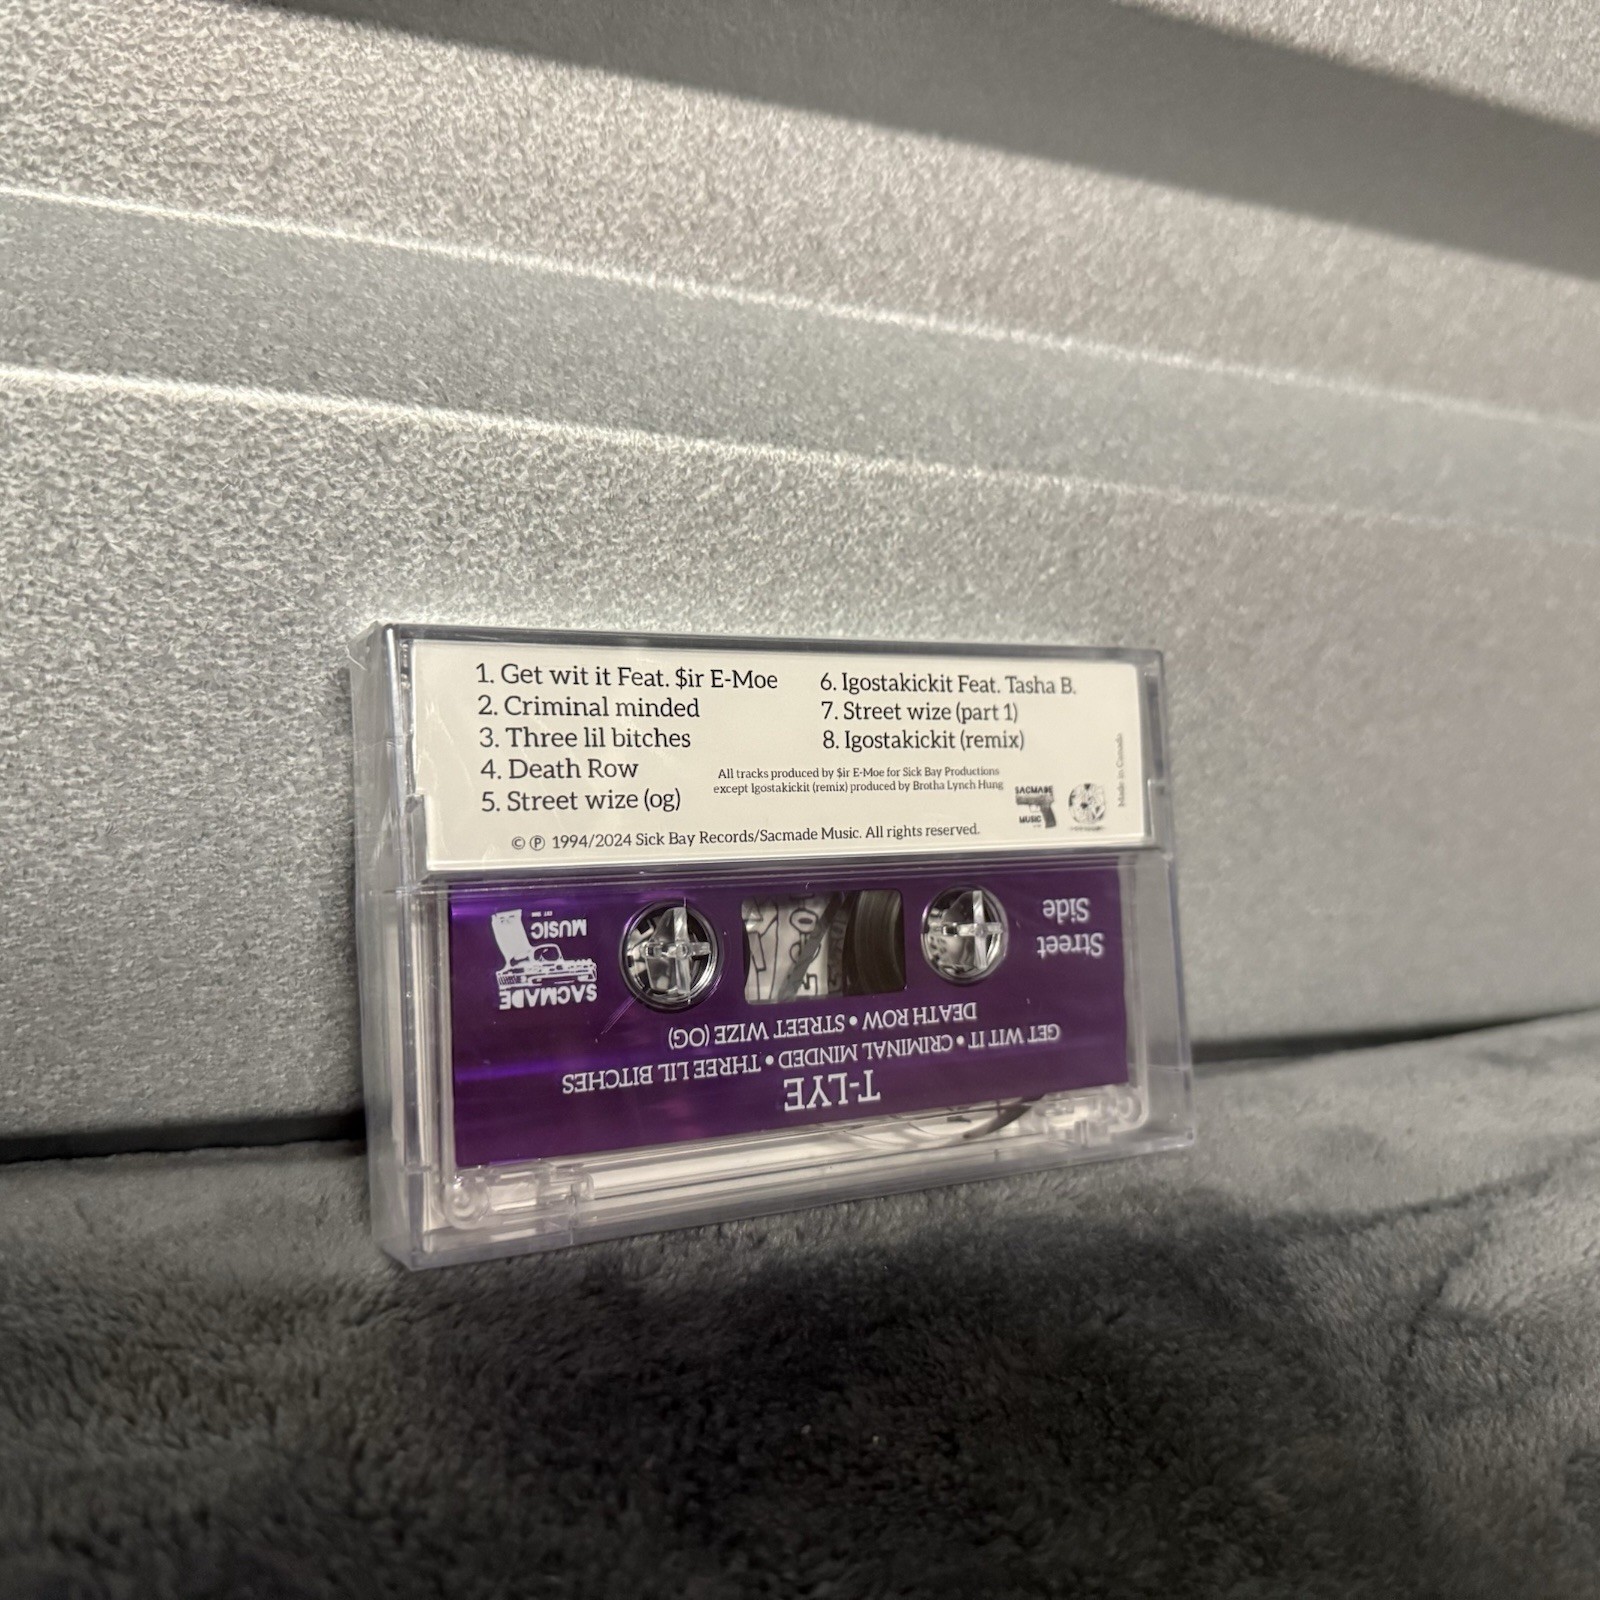 1. Get wit it Feat. $ir E-Moe
2. Criminal minded
3. Three lil bitches
4. Death Row
5. Street wize (og)
6. Igostakickit Feat. Tasha B.
7. Street wize (part 1)
8. Igostakickit (remix)
All tracks produced by $ir E-Moe for Sick Bay Productions
except Igostakickit (remix) produced by Brotha Lynch Hung
SACMADE
MUSIC
Made in Canada
© ℗ 1994/2024 Sick Bay Records/Sacmade Music. All rights reserved.
T-LYE
GET WIT IT • CRIMINAL MINDED • THREE LIL BITCHES
DEATH ROW • STREET WIZE (OG)
Street
Side
SACMADE
MUSIC